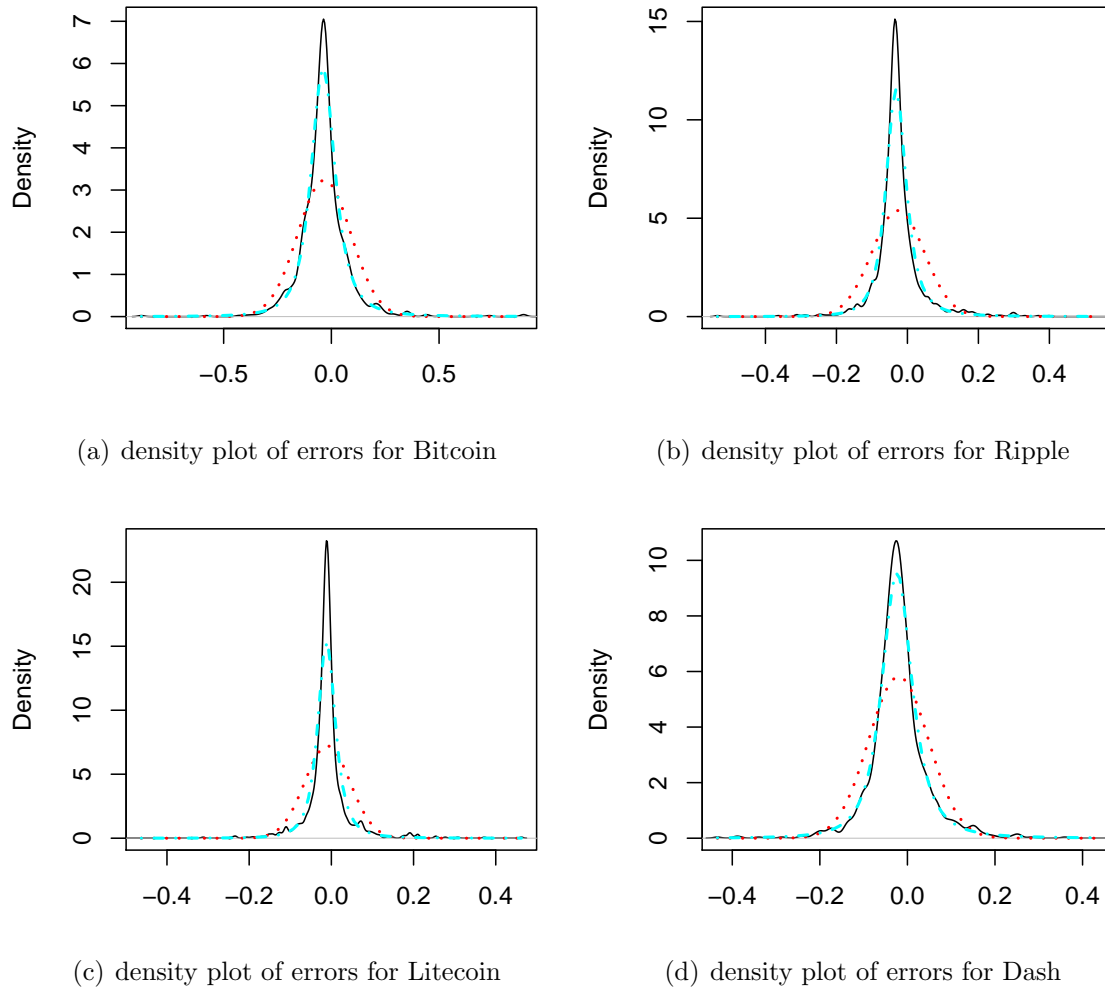 Density
7
6
5
4
3
2
1
0
−0.5 0.0 0.5
(a) density plot of errors for Bitcoin
Density
15
10
5
0
−0.4 −0.2 0.0 0.2 0.4
(b) density plot of errors for Ripple
Density
20
15
10
5
0
−0.4 −0.2 0.0 0.2 0.4
(c) density plot of errors for Litecoin
Density
10
8
6
4
2
0
−0.4 −0.2 0.0 0.2 0.4
(d) density plot of errors for Dash